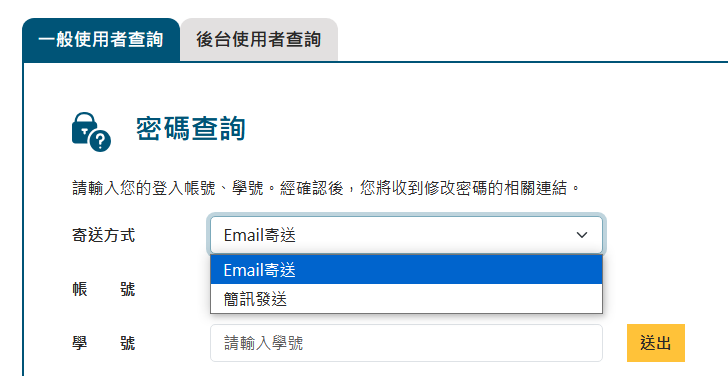 一般使用者查詢 後台使用者查詢
密碼查詢
請輸入您的登入帳號、學號。經確認後，您將收到修改密碼的相關連結。
寄送方式 Email寄送
Email寄送
帳 號
簡訊發送
學 號 請輸入學號 送出